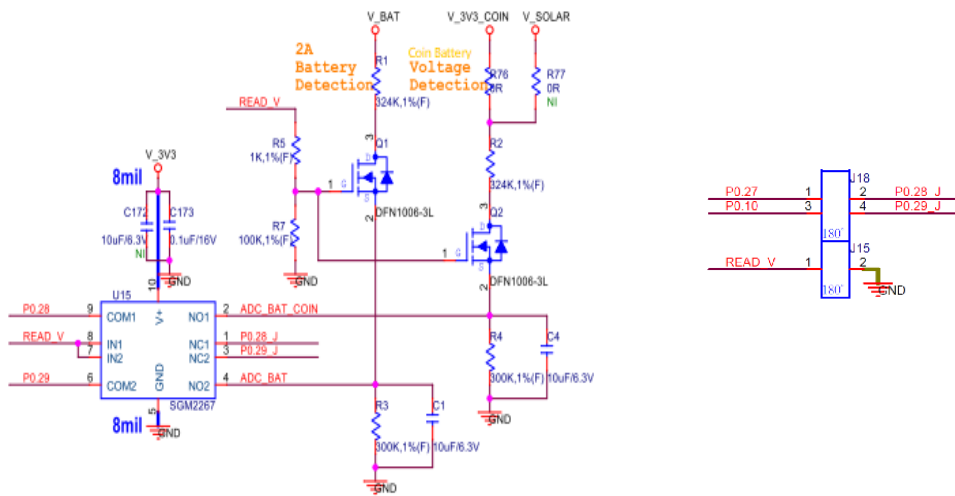 V_BAT
V_3V3_COIN
V_SOLAR
2A
Battery
Detection
Coin Battery
Voltage
Detection
R1
324K,1%(F)
R76
0R
R77
0R
NI
READ_V
R5
1K,1%(F)
3
Q1
D
G
S
1
2
DFN1006-3L
R2
324K,1%(F)
R7
100K,1%(F)
GND
3
Q2
D
G
S
1
2
DFN1006-3L
V_3V3
8mil
C172
10uF/6.3V
NI
C173
0.1uF/16V
GND
10
U15
P0.28
9
COM1
V+
NO1
2
ADC_BAT_COIN
READ_V
8
IN1
NC1
1
P0.28_J
7
IN2
NC2
3
P0.29_J
P0.29
6
COM2
GND
NO2
4
ADC_BAT
SGM2267
5
8mil
GND
R4
300K,1%(F)
C4
10uF/6.3V
GND
R3
300K,1%(F)
C1
10uF/6.3V
GND
J18
P0.27
1
2
P0.28_J
P0.10
3
4
P0.29_J
180°
J15
READ_V
1
2
180°
GND